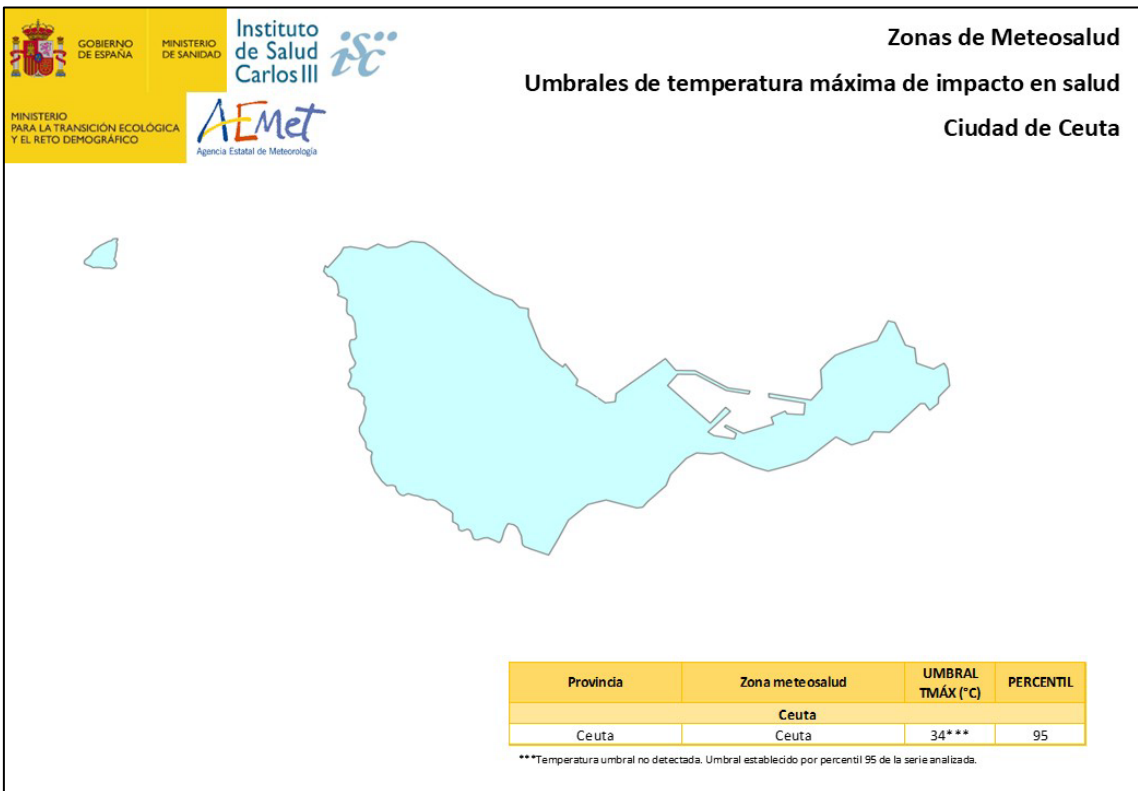 GOBIERNO
DE ESPAÑA
MINISTERIO
DE SANIDAD
Instituto
de Salud
Carlos III
isc
MINISTERIO
PARA LA TRANSICIÓN ECOLÓGICA
Y EL RETO DEMOGRÁFICO
AEMet
Agencia Estatal de Meteorología
Zonas de Meteosalud
Umbrales de temperatura máxima de impacto en salud
Ciudad de Ceuta
Provincia Zona meteosalud UMBRAL TMÁX (°C) PERCENTIL
Ceuta
Ceuta Ceuta 34*** 95
***Temperatura umbral no detectada. Umbral establecido por percentil 95 de la serie analizada.